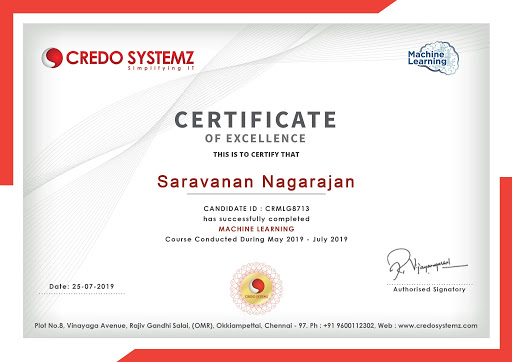 CREDO SYSTEMZ
Simplifying IT
Machine
Learning
CERTIFICATE
OF EXCELLENCE
THIS IS TO CERTIFY THAT
Saravanan Nagarajan
CANDIDATE ID : CRMLG8713
has successfully completed
MACHINE LEARNING
Course Conducted During May 2019 - July 2019
Date: 25-07-2019
CREDO SYSTEMZ
Authorised Signatory
Plot No.8, Vinayaga Avenue, Rajiv Gandhi Salai, (OMR), Okkiampettai, Chennai - 97. Ph : +91 9600112302, Web : www.credosystemz.com